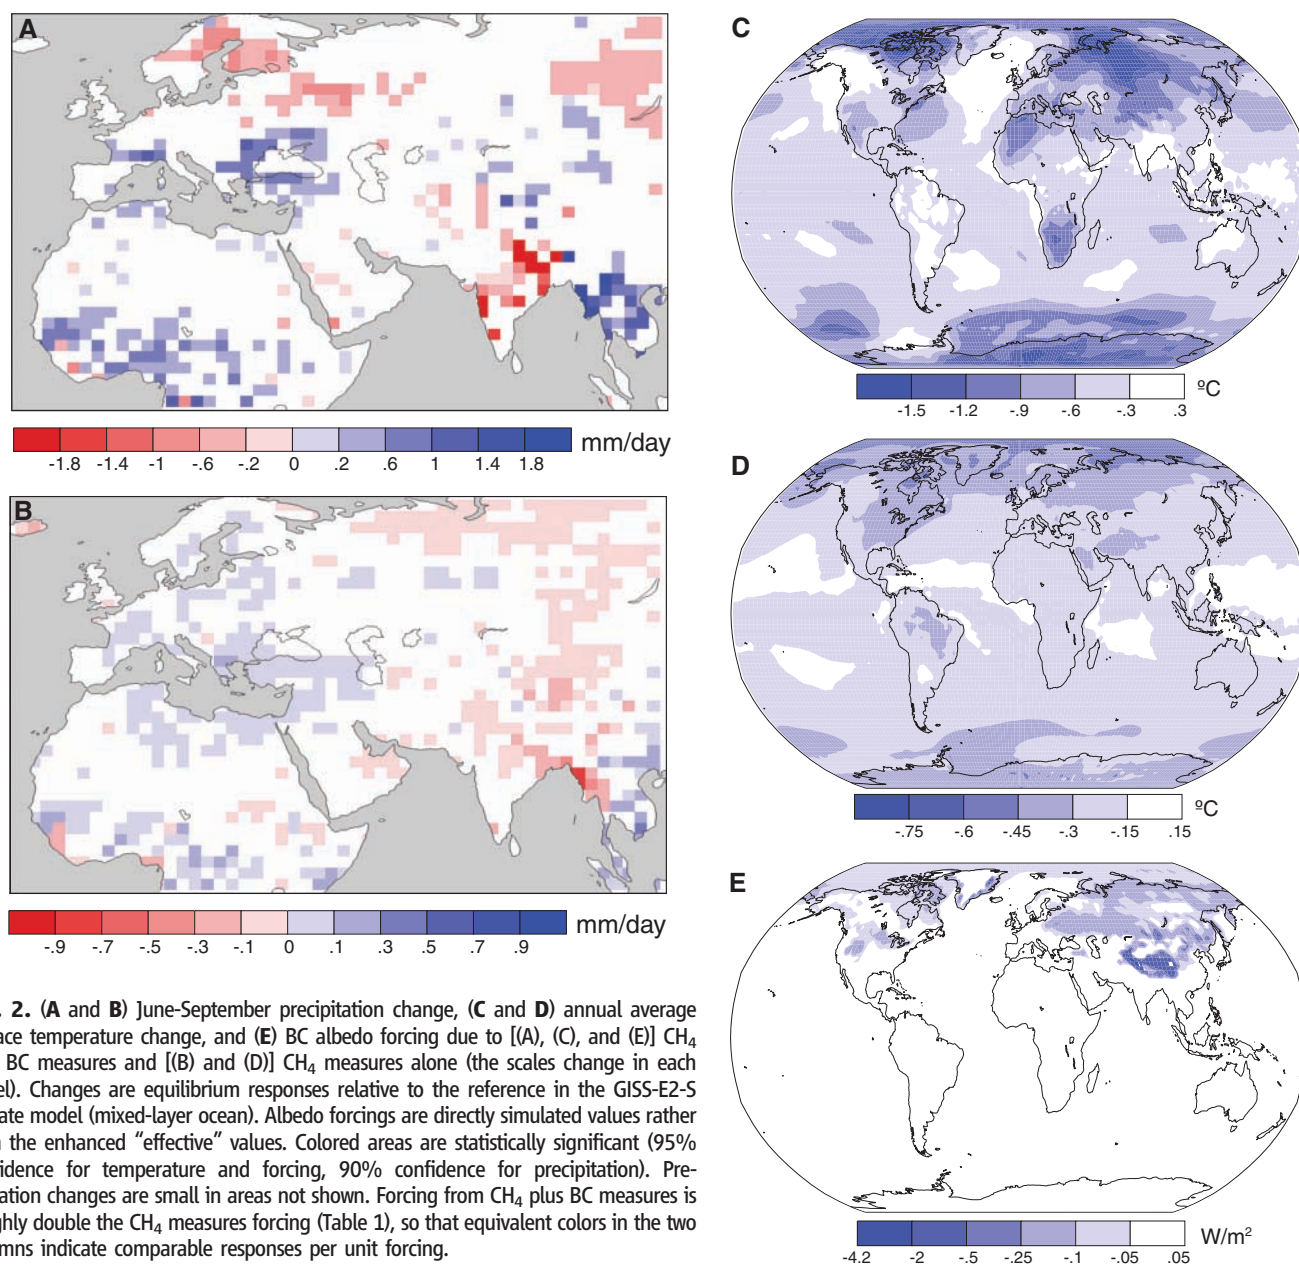 A
-1.8 -1.4 -1 -.6 -.2 0 .2 .6 1 1.4 1.8 mm/day
B
-.9 -.7 -.5 -.3 -.1 0 .1 .3 .5 .7 .9 mm/day
. 2. (A and B) June-September precipitation change, (C and D) annual average
ace temperature change, and (E) BC albedo forcing due to [(A), (C), and (E)] CH₄
BC measures and [(B) and (D)] CH₄ measures alone (the scales change in each
el). Changes are equilibrium responses relative to the reference in the GISS-E2-S
ate model (mixed-layer ocean). Albedo forcings are directly simulated values rather
the enhanced “effective” values. Colored areas are statistically significant (95%
idence for temperature and forcing, 90% confidence for precipitation). Pre-
ation changes are small in areas not shown. Forcing from CH₄ plus BC measures is
ghly double the CH₄ measures forcing (Table 1), so that equivalent colors in the two
mns indicate comparable responses per unit forcing.
C
-1.5 -1.2 -.9 -.6 -.3 .3 ºC
D
-.75 -.6 -.45 -.3 -.15 .15 ºC
E
-4.2 -2 -.5 -.25 -.1 -.05 .05 W/m²